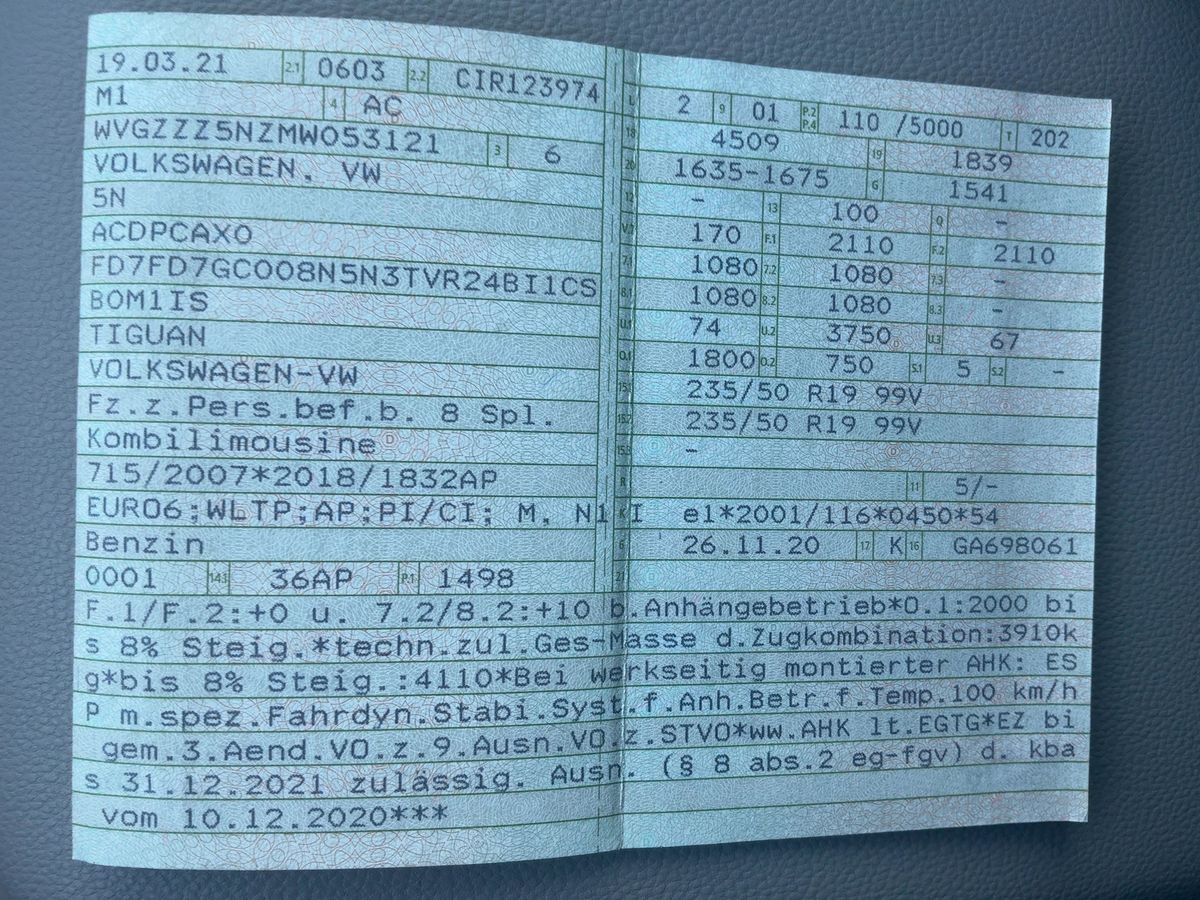 19.03.21 2.1 0603 2.2 CIR123974
M1 4 AC
WVGZZZ5NZMW053121 3 6
VOLKSWAGEN. VW
5N
ACDPCAX0
FD7FD7GC008N5N3TVR24BI1CS
BOM1IS
TIGUAN
VOLKSWAGEN-VW
Fz.z.Pers.bef.b. 8 Spl.
Kombilimousine
715/2007*2018/1832AP
EURO6;WLTP;AP;PI/CI; M, N1 I
Benzin
0001 14.3 36AP P.1 1498
L 2 9 01 P.2 P.4 110 /5000 T 202
18 4509 19 1839
20 1635-1675 G 1541
12 - 13 100 Q -
V.7 170 F.1 2110 F.2 2110
7.1 1080 7.2 1080 7.3 -
8.1 1080 8.2 1080 8.3 -
U.1 74 U.2 3750 U.3 67
O.1 1800 O.2 750 S.1 5 S.2 -
15.1 235/50 R19 99V
15.2 235/50 R19 99V
15.3 -
R 11 5/-
K e1*2001/116*0450*54
6 26.11.20 17 K 16 GA698061
21
F.1/F.2:+0 u. 7.2/8.2:+10 b.Anhängebetrieb*O.1:2000 bi
s 8% Steig.*techn.zul.Ges-Masse d.Zugkombination:3910k
g*bis 8% Steig.:4110*Bei werkseitig montierter AHK: ES
P m.spez.Fahrdyn.Stabi.Syst.f.Anh.Betr.f.Temp.100 km/h
gem.3.Aend.VO.z.9.Ausn.VO.z.STVO*ww.AHK lt.EGTG*EZ bi
s 31.12.2021 zulässig. Ausn. (§ 8 abs.2 eg-fgv) d. kba
vom 10.12.2020***